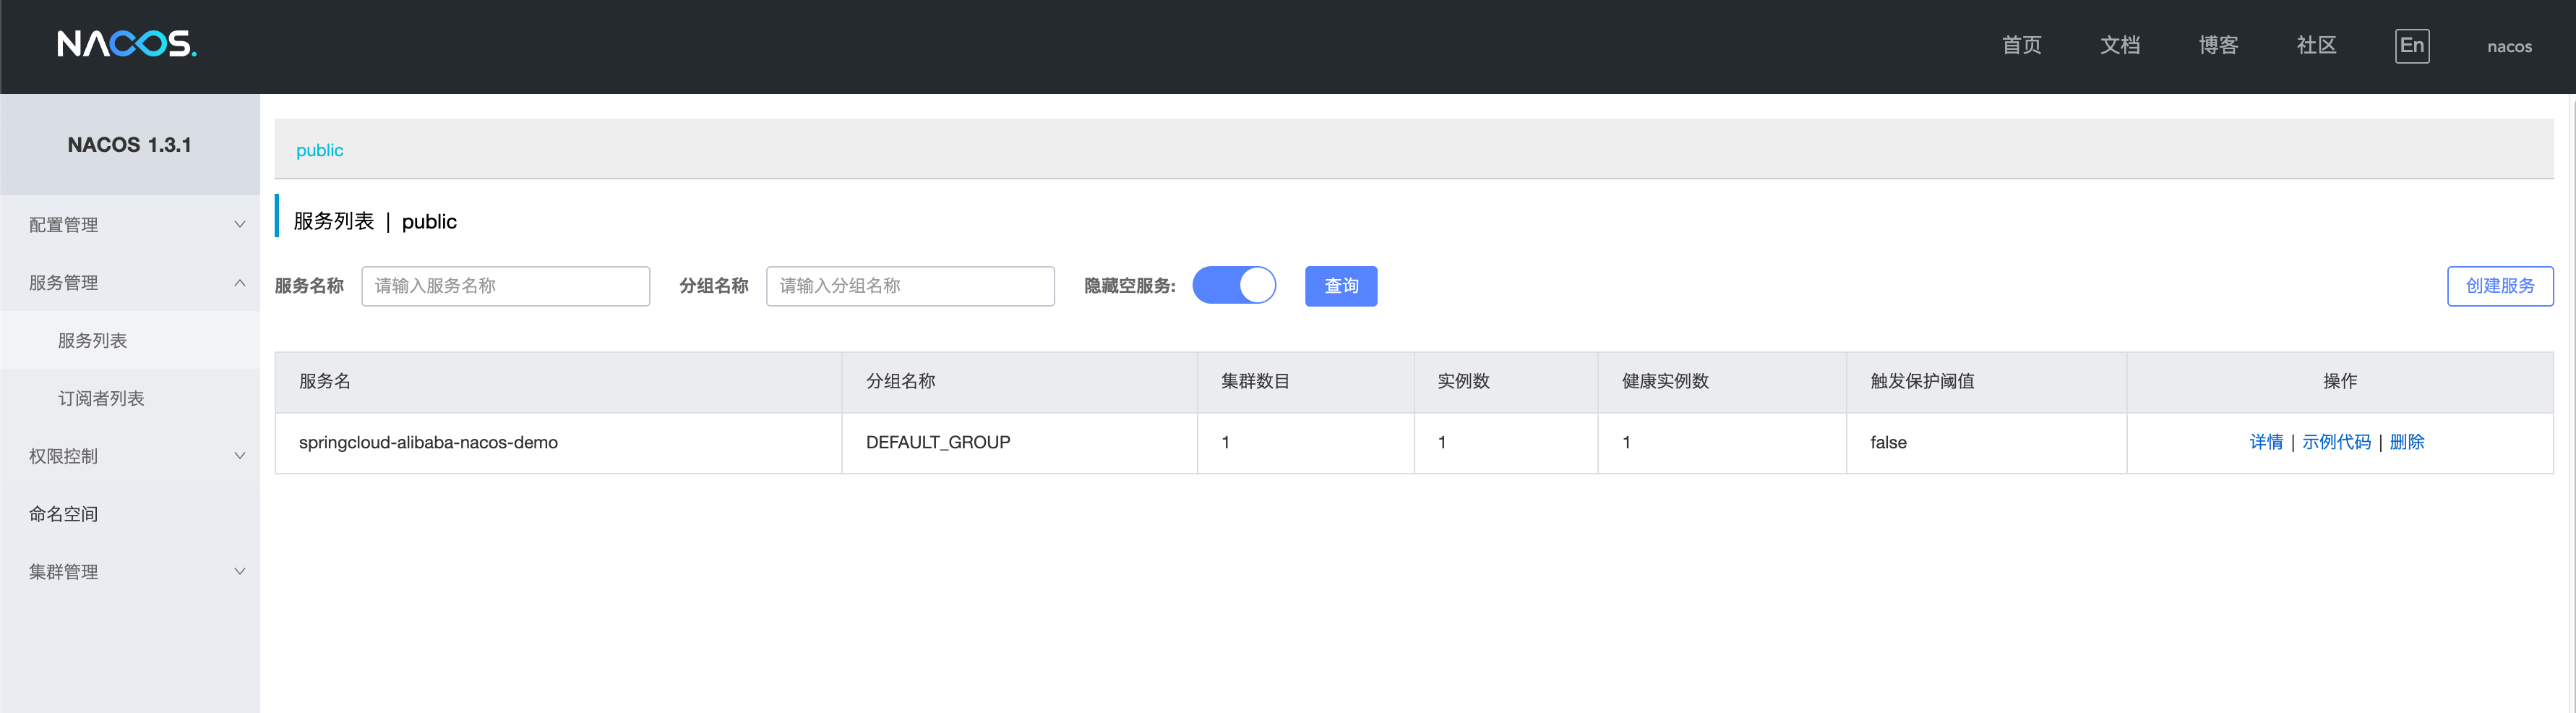 NACOS. 首页 文档 博客 社区 En nacos
NACOS 1.3.1
配置管理
服务管理
服务列表
订阅者列表
权限控制
命名空间
集群管理
public
服务列表 | public
服务名称 请输入服务名称 分组名称 请输入分组名称 隐藏空服务: 查询 创建服务
服务名 分组名称 集群数目 实例数 健康实例数 触发保护阈值 操作
springcloud-alibaba-nacos-demo DEFAULT_GROUP 1 1 1 false 详情 | 示例代码 | 删除